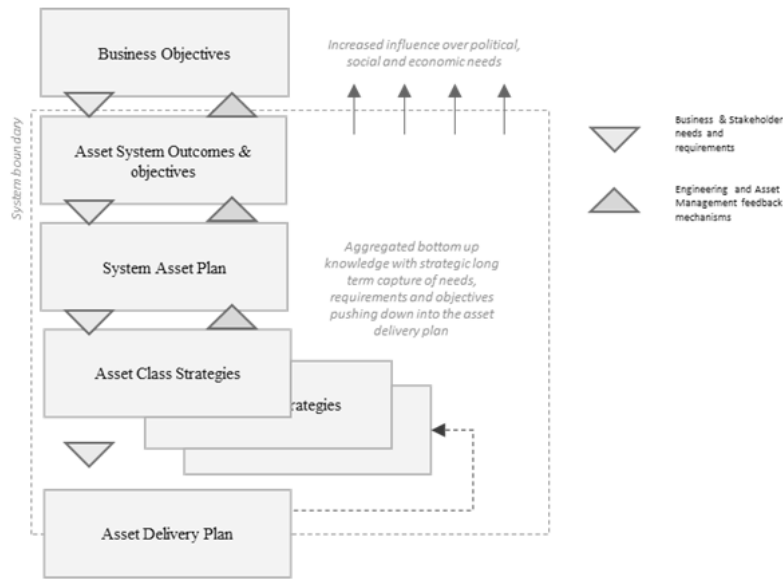 Business Objectives
Increased influence over political,
social and economic needs
System boundary
Asset System Outcomes &
objectives
Business & Stakeholder
needs and
requirements
Engineering and Asset
Management feedback
mechanisms
System Asset Plan
Aggregated bottom up
knowledge with strategic long
term capture of needs,
requirements and objectives
pushing down into the asset
delivery plan
Asset Class Strategies
rategies
Asset Delivery Plan